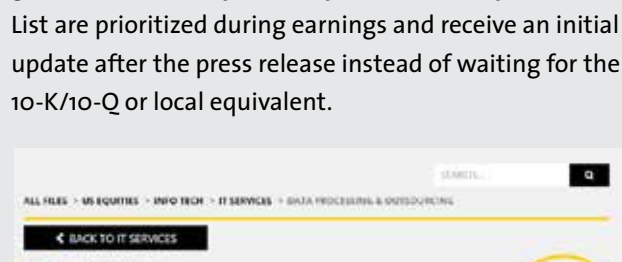 List are prioritized during earnings and receive an initial
update after the press release instead of waiting for the
10-K/10-Q or local equivalent.
SEARCH...
ALL FILES > US EQUITIES > INFO TECH > IT SERVICES > DATA PROCESSING & OUTSOURCING
BACK TO IT SERVICES